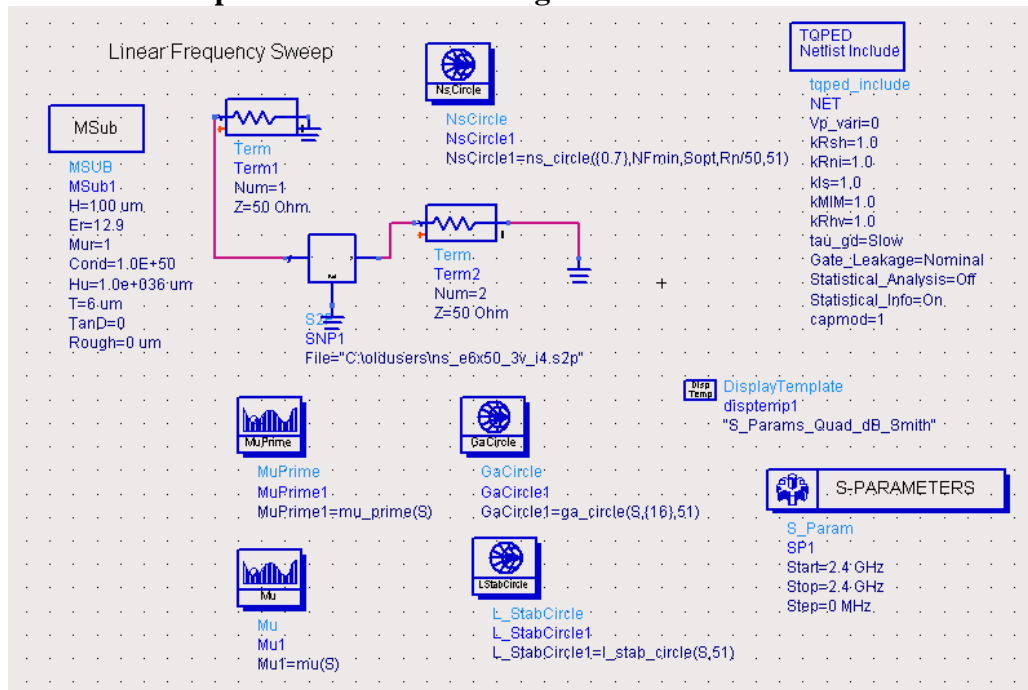 Linear Frequency Sweep
MSub
MSUB
MSub1
H=100 um
Er=12.9
Mur=1
Cond=1.0E+50
Hu=1.0e+036 um
T=6 um
TanD=0
Rough=0 um
Term
Term1
Num=1
Z=50 Ohm
NsCircle
NsCircle
NsCircle1
NsCircle1=ns_circle({0.7},NFmin,Sopt,Rn/50,51)
TQPED
Netlist Include
tqped_include
NET
Vp_vari=0
kRsh=1.0
kRni=1.0
kIs=1.0
kMIM=1.0
kRhv=1.0
tau_gd=Slow
Gate_Leakage=Nominal
Statistical_Analysis=Off
Statistical_Info=On
capmod=1
Term
Term2
Num=2
Z=50 Ohm
Ref
SNP1
File="C:\oldusers\ns_e6x50_3v_i4.s2p"
Disp
Temp
DisplayTemplate
disptemp1
"S_Params_Quad_dB_Smith"
MuPrime
MuPrime
MuPrime1
MuPrime1=mu_prime(S)
GaCircle
GaCircle
GaCircle1
GaCircle1=ga_circle(S,{16},51)
S-PARAMETERS
S_Param
SP1
Start=2.4 GHz
Stop=2.4 GHz
Step=0 MHz
Mu
Mu
Mu1
Mu1=mu(S)
LStabCircle
L_StabCircle
L_StabCircle1
L_StabCircle1=l_stab_circle(S,51)